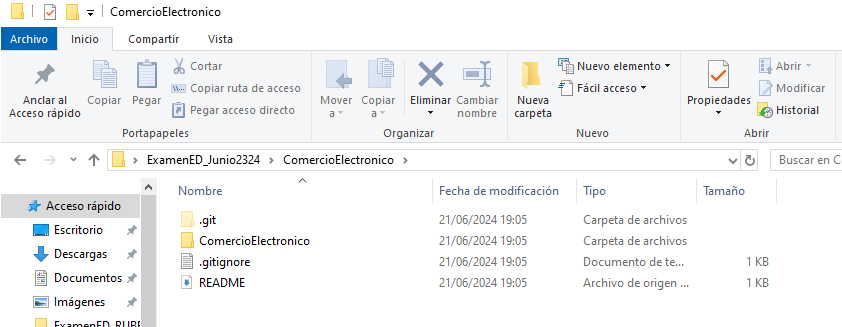 ComercioElectronico
Archivo Inicio Compartir Vista
Anclar al Acceso rápido
Copiar
Pegar
Cortar
Copiar ruta de acceso
Pegar acceso directo
Portapapeles
Mover a
Copiar a
Eliminar
Cambiar nombre
Organizar
Nueva carpeta
Nuevo elemento
Fácil acceso
Nuevo
Propiedades
Abrir
Modificar
Historial
Abrir
ExamenED_Junio2324 > ComercioElectronico >
Buscar en C
Nombre Fecha de modificación Tipo Tamaño
Acceso rápido
Escritorio
Descargas
Documentos
Imágenes
.git 21/06/2024 19:05 Carpeta de archivos
ComercioElectronico 21/06/2024 19:05 Carpeta de archivos
.gitignore 21/06/2024 19:05 Documento de te... 1 KB
README 21/06/2024 19:05 Archivo de origen ... 1 KB